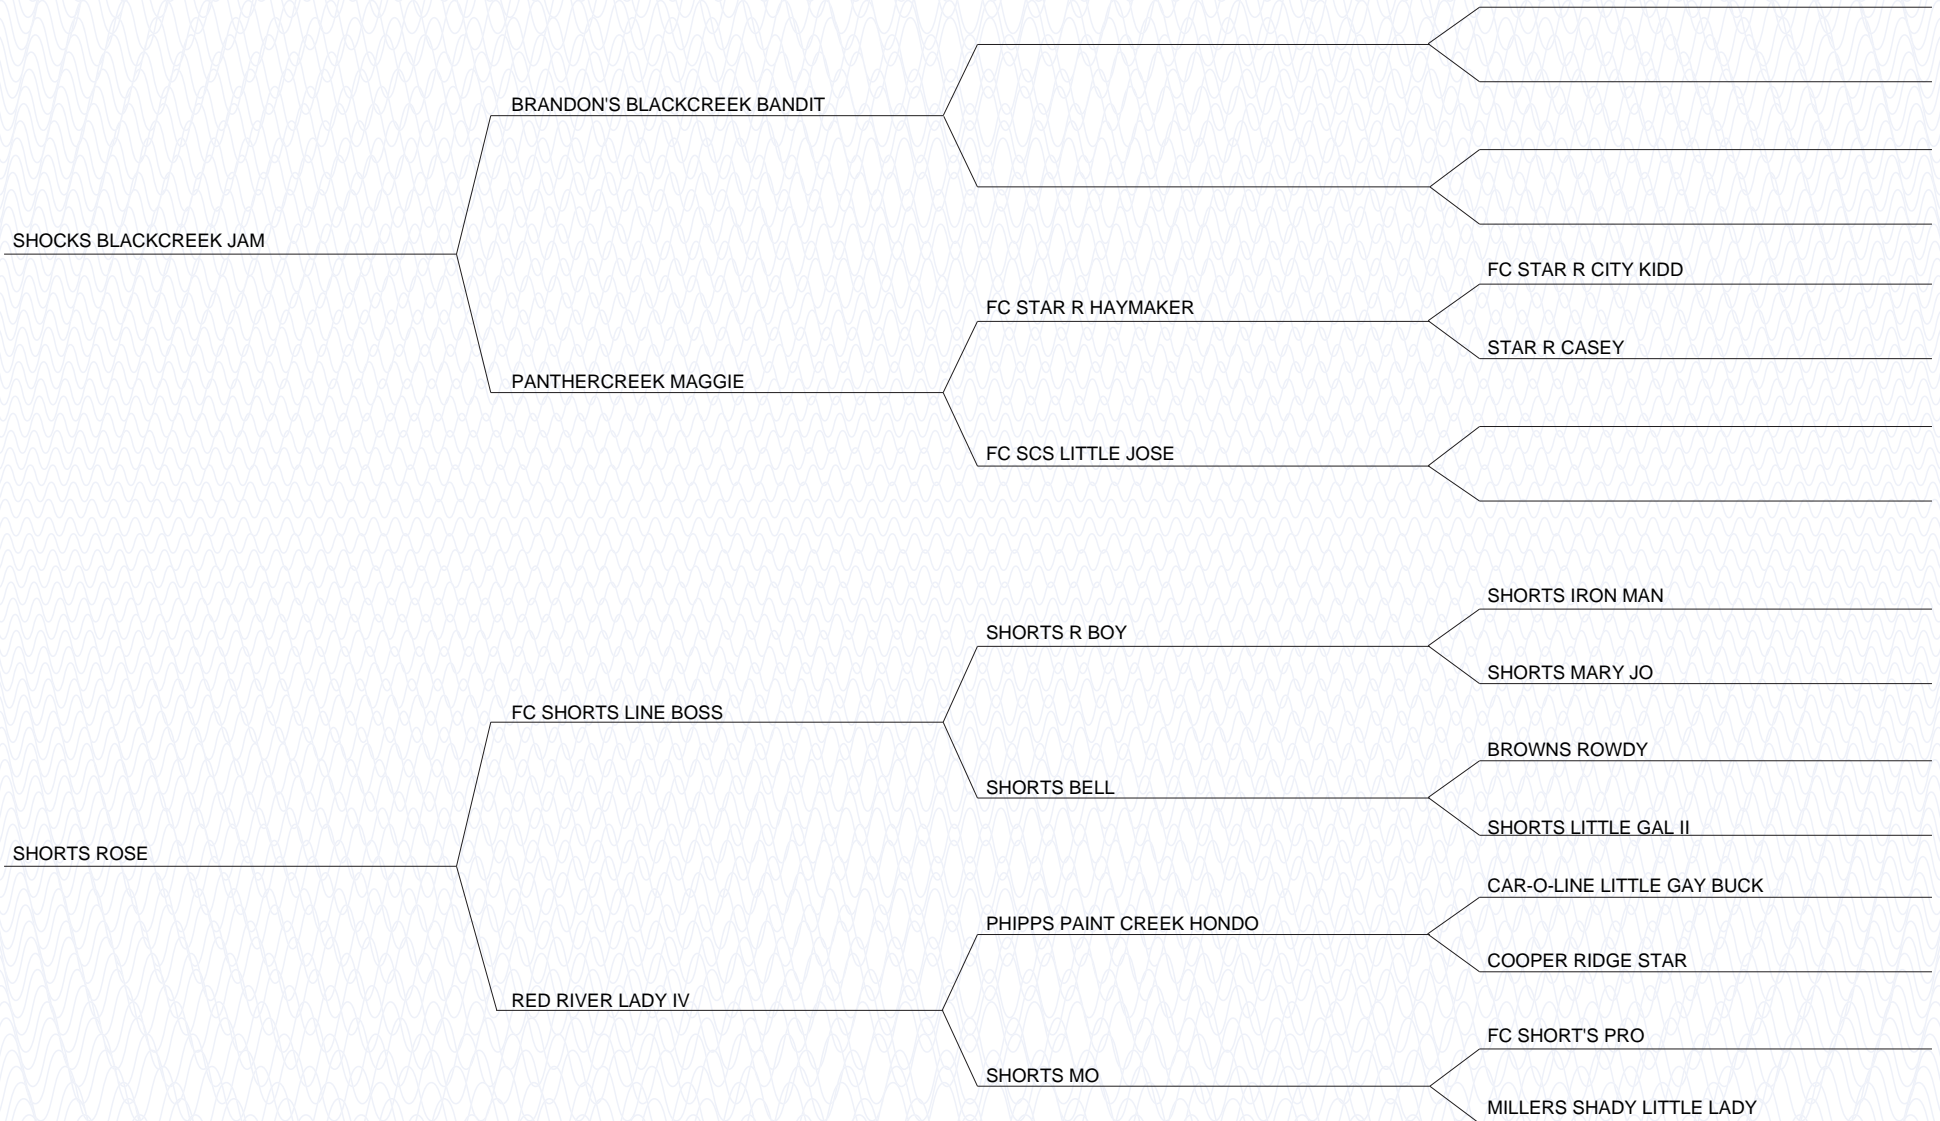 BRANDON'S BLACKCREEK BANDIT
SHOCKS BLACKCREEK JAM
FC STAR R CITY KIDD
FC STAR R HAYMAKER
STAR R CASEY
PANTHERCREEK MAGGIE
FC SCS LITTLE JOSE
SHORTS IRON MAN
SHORTS R BOY
SHORTS MARY JO
FC SHORTS LINE BOSS
BROWNS ROWDY
SHORTS BELL
SHORTS LITTLE GAL II
SHORTS ROSE
CAR-O-LINE LITTLE GAY BUCK
PHIPPS PAINT CREEK HONDO
COOPER RIDGE STAR
RED RIVER LADY IV
FC SHORT'S PRO
SHORTS MO
MILLERS SHADY LITTLE LADY